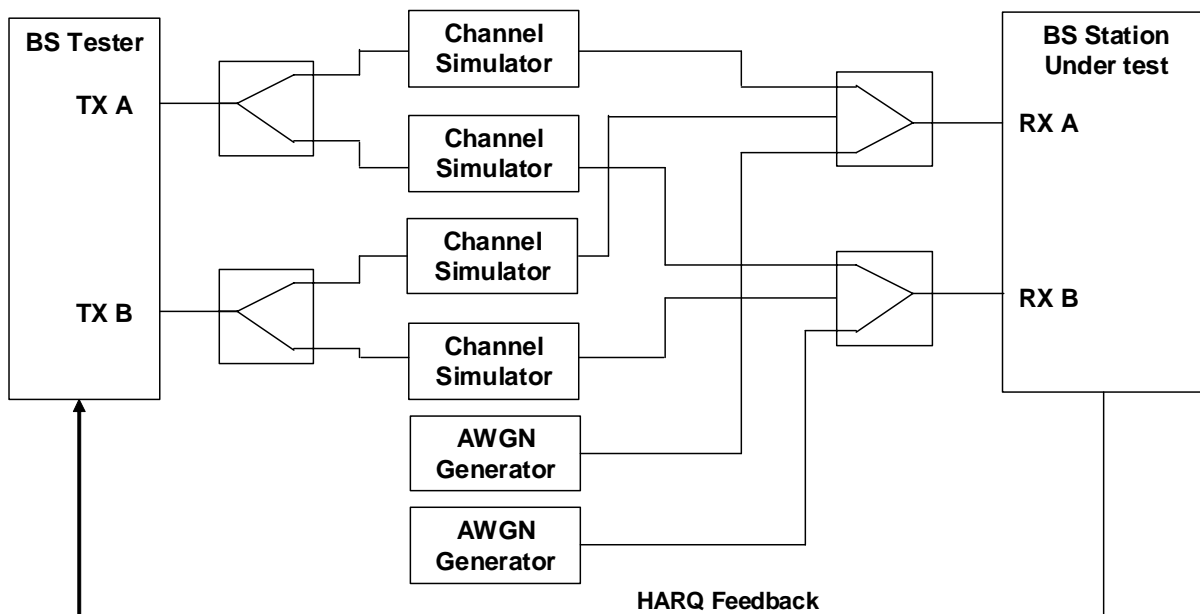 BS Tester
TX A
TX B
Channel
Simulator
Channel
Simulator
Channel
Simulator
Channel
Simulator
AWGN
Generator
AWGN
Generator
BS Station
Under test
RX A
RX B
HARQ Feedback